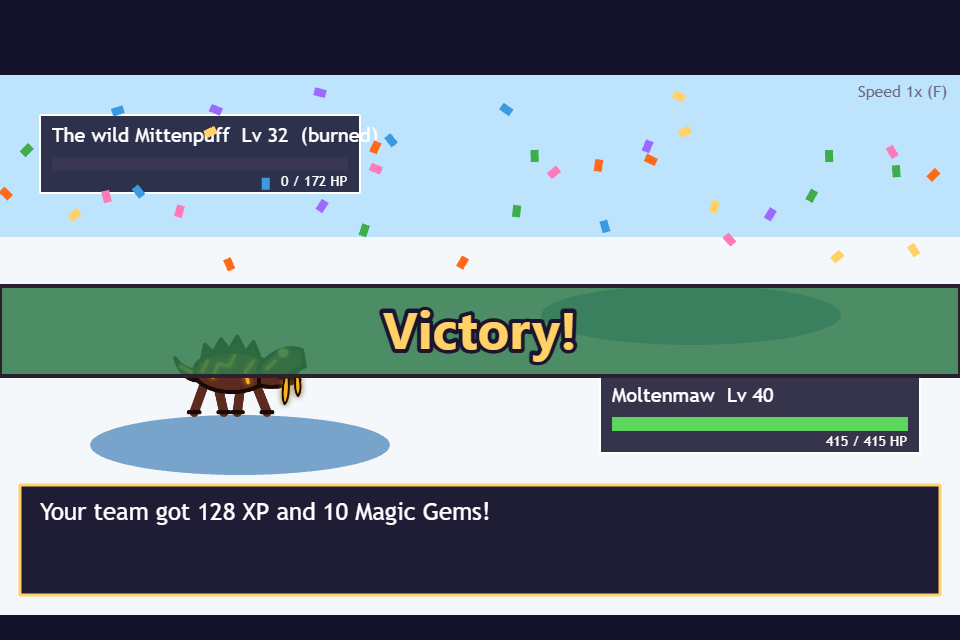 Speed 1x (F)
The wild Mittenpuff  Lv 32  (burned)
0 / 172 HP
Victory!
Moltenmaw  Lv 40
415 / 415 HP
Your team got 128 XP and 10 Magic Gems!